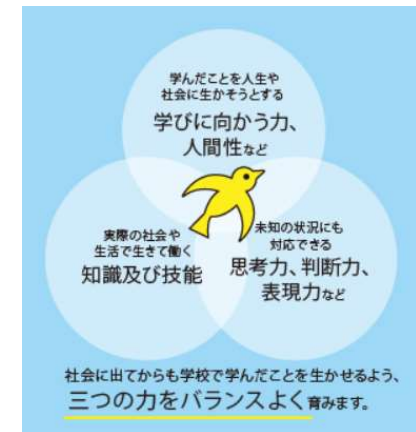 学んだことを人生や
社会に生かそうとする
学びに向かう力、
人間性など
実際の社会や
生活で生きて働く
知識及び技能
未知の状況にも
対応できる
思考力、判断力、
表現力など
社会に出てからも学校で学んだことを生かせるよう、
三つの力をバランスよく育みます。